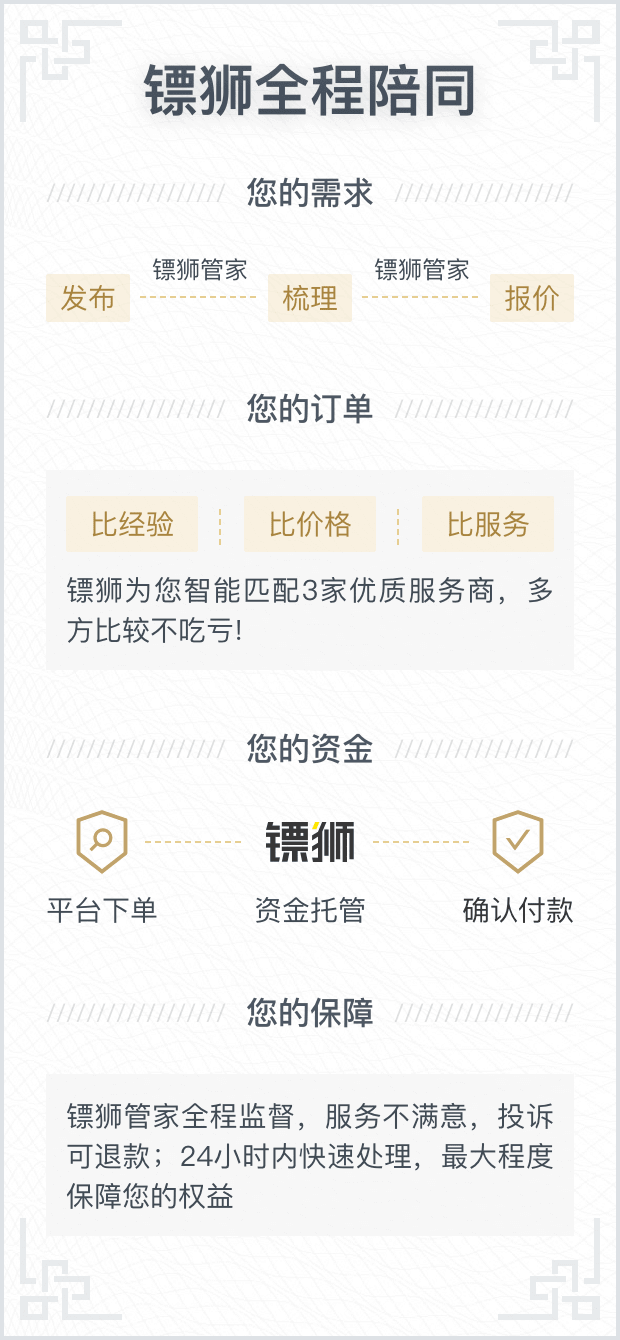 镖狮全程陪同
您的需求
镖狮管家 镖狮管家
发布 梳理 报价
您的订单
比经验 比价格 比服务
镖狮为您智能匹配3家优质服务商，多
方比较不吃亏!
您的资金
镖狮
平台下单 资金托管 确认付款
您的保障
镖狮管家全程监督，服务不满意，投诉
可退款；24小时内快速处理，最大程度
保障您的权益